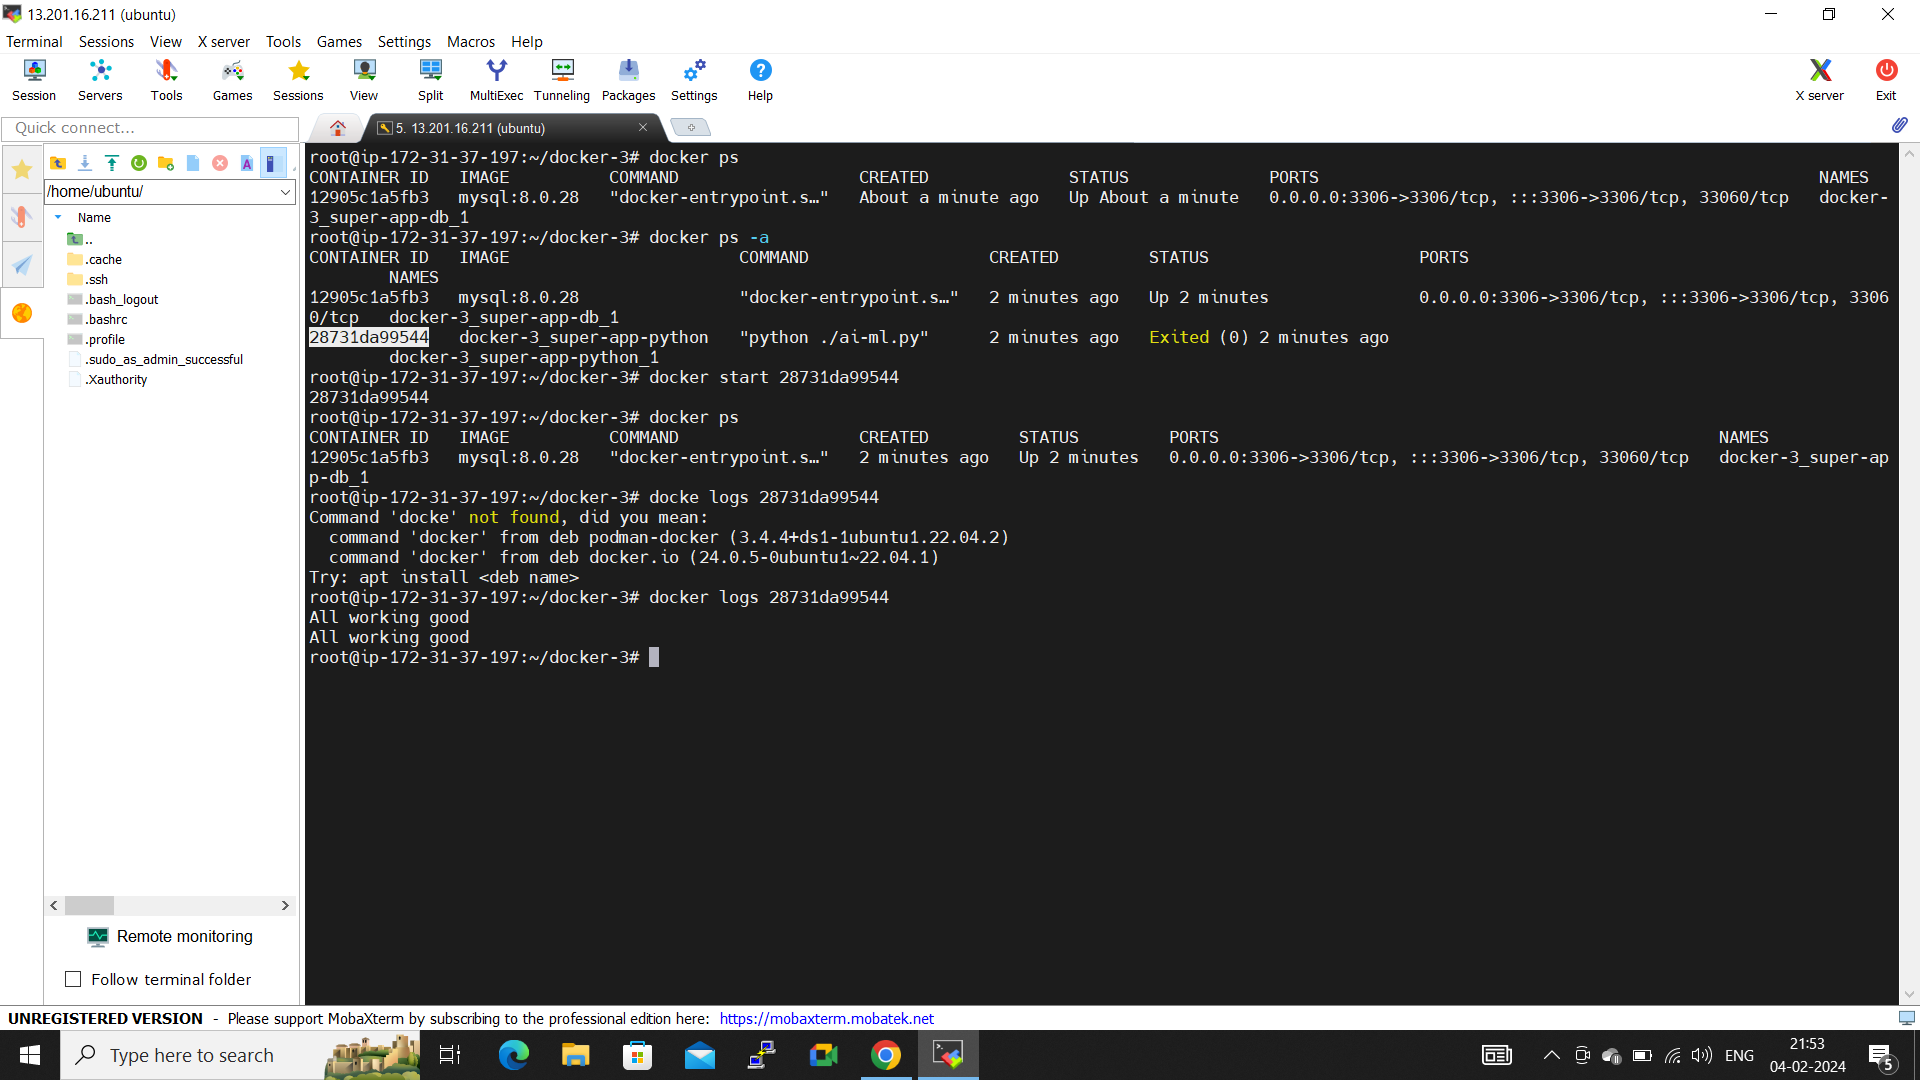 13.201.16.211 (ubuntu)
Terminal Sessions View X server Tools Games Settings Macros Help
Session Servers Tools Games Sessions View Split MultiExec Tunneling Packages Settings Help X server Exit
Quick connect...
5. 13.201.16.211 (ubuntu)
/home/ubuntu/
Name
..
.cache
.ssh
.bash_logout
.bashrc
.profile
.sudo_as_admin_successful
.Xauthority
Remote monitoring
Follow terminal folder
root@ip-172-31-37-197:~/docker-3# docker ps
CONTAINER ID   IMAGE          COMMAND                  CREATED              STATUS              PORTS                                                  NAMES
12905c1a5fb3   mysql:8.0.28   "docker-entrypoint.s…"   About a minute ago   Up About a minute   0.0.0.0:3306->3306/tcp, :::3306->3306/tcp, 33060/tcp   docker-
3_super-app-db_1
root@ip-172-31-37-197:~/docker-3# docker ps -a
CONTAINER ID   IMAGE                       COMMAND                  CREATED         STATUS                     PORTS
        NAMES
12905c1a5fb3   mysql:8.0.28                "docker-entrypoint.s…"   2 minutes ago   Up 2 minutes               0.0.0.0:3306->3306/tcp, :::3306->3306/tcp, 3306
0/tcp   docker-3_super-app-db_1
28731da99544   docker-3_super-app-python   "python ./ai-ml.py"      2 minutes ago   Exited (0) 2 minutes ago
        docker-3_super-app-python_1
root@ip-172-31-37-197:~/docker-3# docker start 28731da99544
28731da99544
root@ip-172-31-37-197:~/docker-3# docker ps
CONTAINER ID   IMAGE          COMMAND                  CREATED         STATUS         PORTS                                                  NAMES
12905c1a5fb3   mysql:8.0.28   "docker-entrypoint.s…"   2 minutes ago   Up 2 minutes   0.0.0.0:3306->3306/tcp, :::3306->3306/tcp, 33060/tcp   docker-3_super-ap
p-db_1
root@ip-172-31-37-197:~/docker-3# docke logs 28731da99544
Command 'docke' not found, did you mean:
  command 'docker' from deb podman-docker (3.4.4+ds1-1ubuntu1.22.04.2)
  command 'docker' from deb docker.io (24.0.5-0ubuntu1~22.04.1)
Try: apt install <deb name>
root@ip-172-31-37-197:~/docker-3# docker logs 28731da99544
All working good
All working good
root@ip-172-31-37-197:~/docker-3#
UNREGISTERED VERSION - Please support MobaXterm by subscribing to the professional edition here: https://mobaxterm.mobatek.net
Type here to search
ENG
21:53
04-02-2024
5